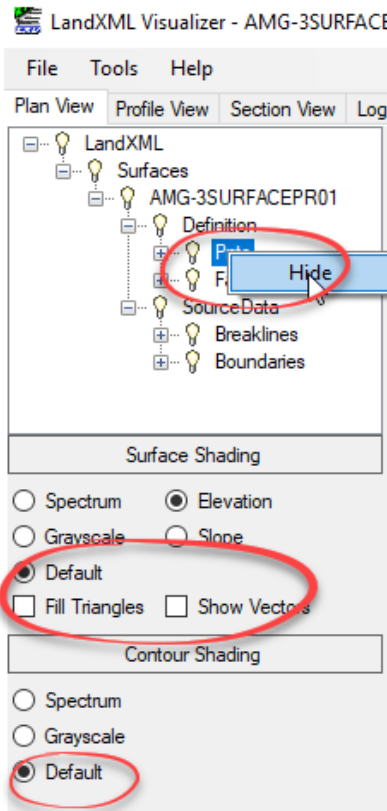 LandXML Visualizer - AMG-3SURFACE
File Tools Help
Plan View Profile View Section View Log
LandXML
Surfaces
AMG-3SURFACEPR01
Definition
Pnts
Hide
SourceData
Breaklines
Boundaries
Surface Shading
Spectrum Elevation
Grayscale Slope
Default
Fill Triangles Show Vectors
Contour Shading
Spectrum
Grayscale
Default